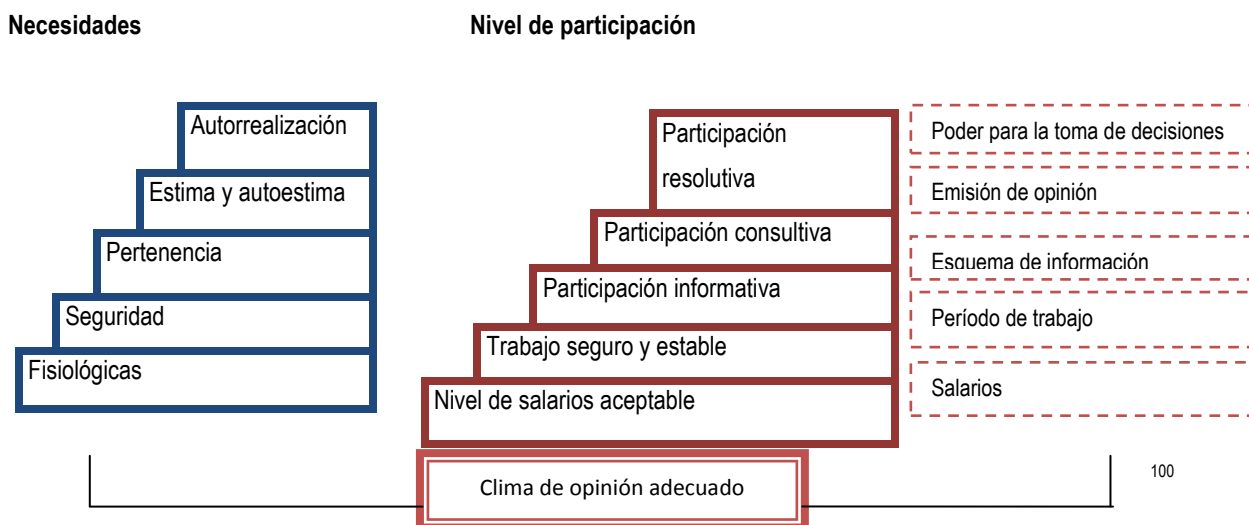 Necesidades
Nivel de participación
Autorrealización
Estima y autoestima
Pertenencia
Seguridad
Fisiológicas
Participación
resolutiva
Participación consultiva
Participación informativa
Trabajo seguro y estable
Nivel de salarios aceptable
Poder para la toma de decisiones
Emisión de opinión
Esquema de información
Período de trabajo
Salarios
Clima de opinión adecuado
100